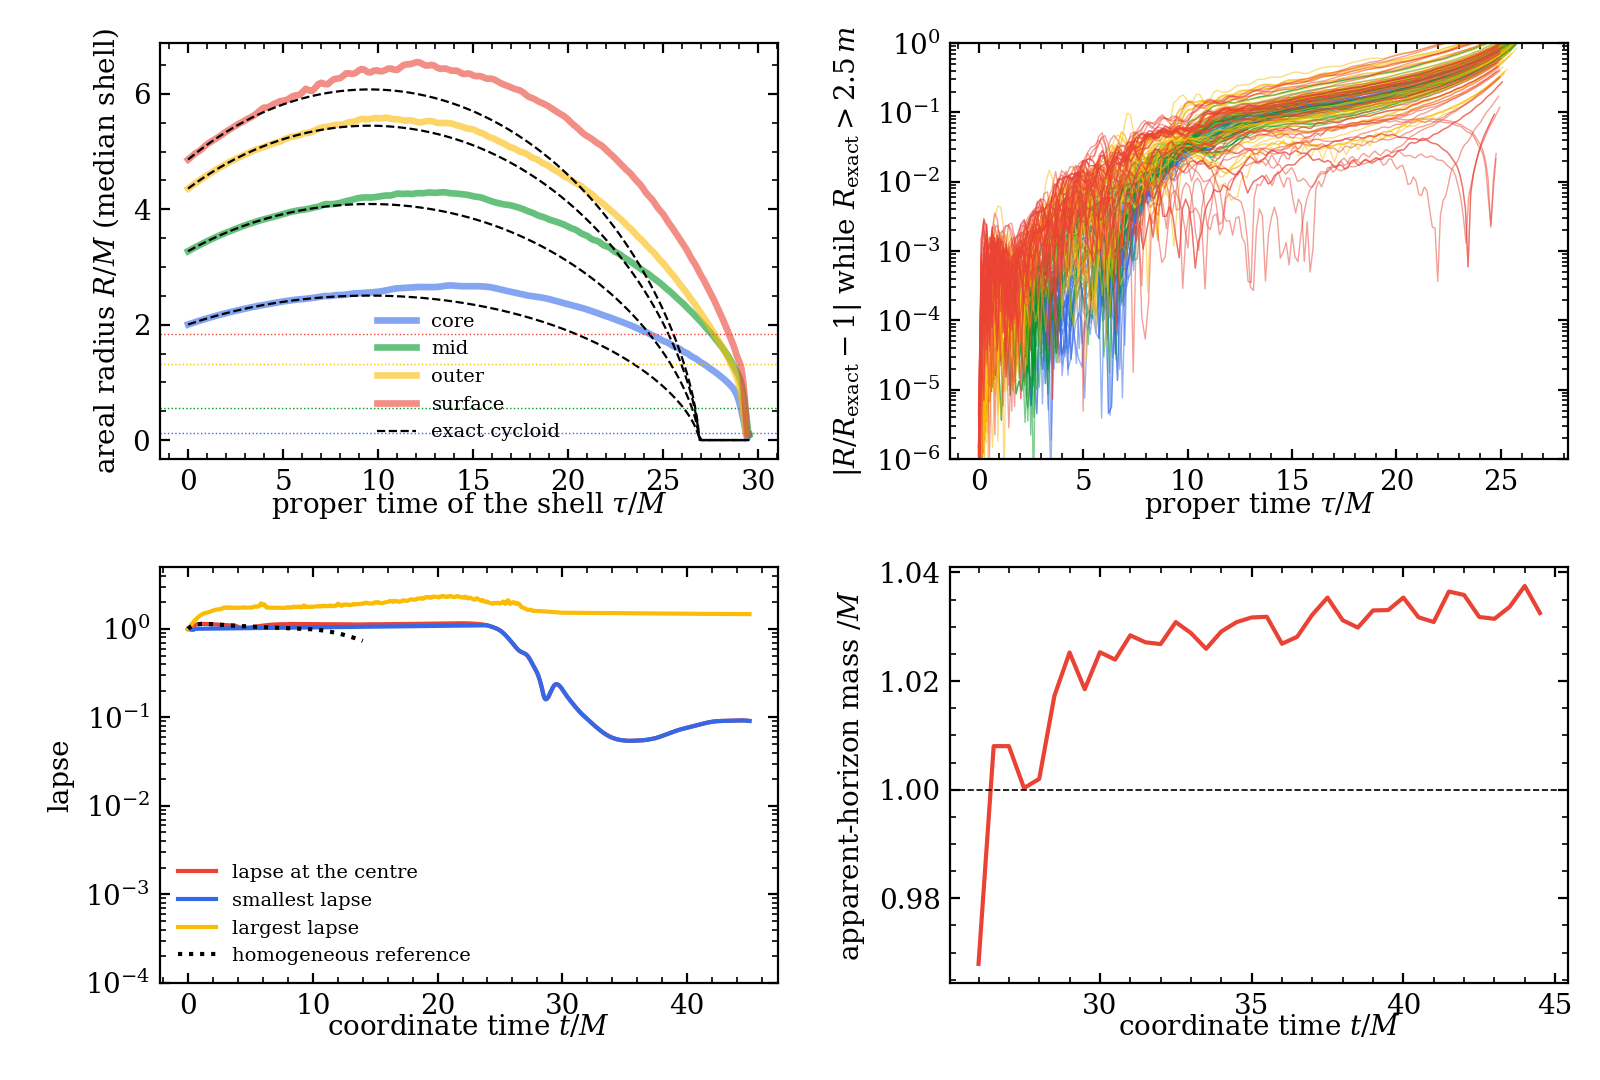 areal radius R/M (median shell)
6
4
2
0
core
mid
outer
surface
exact cycloid
0 5 10 15 20 25 30
proper time of the shell τ/M
|R/R_exact − 1| while R_exact > 2.5 m
10^0
10^−1
10^−2
10^−3
10^−4
10^−5
10^−6
0 5 10 15 20 25
proper time τ/M
lapse
10^0
10^−1
10^−2
10^−3
10^−4
lapse at the centre
smallest lapse
largest lapse
homogeneous reference
0 10 20 30 40
coordinate time t/M
apparent-horizon mass /M
1.04
1.02
1.00
0.98
30 35 40 45
coordinate time t/M